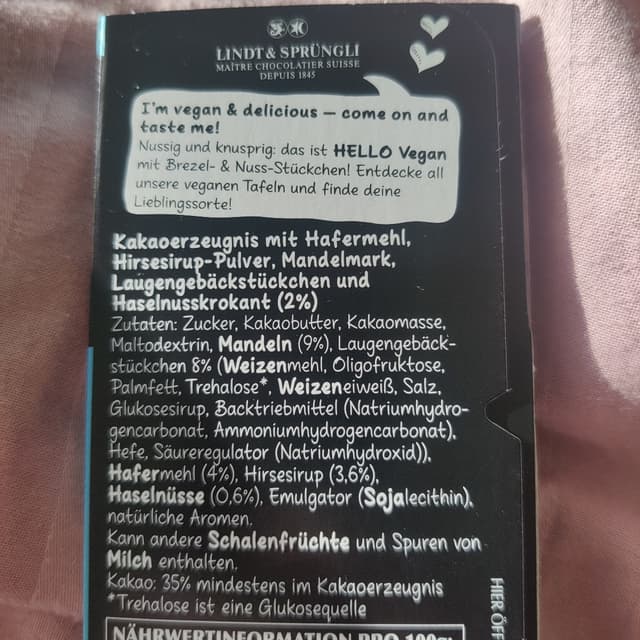 LINDT & SPRÜNGLI
MAÎTRE CHOCOLATIER SUISSE
DEPUIS 1845
I'm vegan & delicious – come on and
taste me!
Nussig und knusprig: das ist HELLO Vegan
mit Brezel- & Nuss-Stückchen! Entdecke all
unsere veganen Tafeln und finde deine
Lieblingssorte!
Kakaoerzeugnis mit Hafermehl,
Hirsesirup-Pulver, Mandelmark,
Laugengebäckstückchen und
Haselnusskrokant (2%)
Zutaten: Zucker, Kakaobutter, Kakaomasse,
Maltodextrin, Mandeln (9%), Laugengebäck-
stückchen 8% (Weizenmehl, Oligofruktose,
Palmfett, Trehalose*, Weizeneiweiß, Salz,
Glukosesirup, Backtriebmittel (Natriumhydro-
gencarbonat, Ammoniumhydrogencarbonat),
Hefe, Säureregulator (Natriumhydroxid)),
Hafermehl (4%), Hirsesirup (3,6%),
Haselnüsse (0,6%), Emulgator (Sojalecithin),
natürliche Aromen.
Kann andere Schalenfrüchte und Spuren von
Milch enthalten.
Kakao: 35% mindestens im Kakaoerzeugnis
*Trehalose ist eine Glukosequelle
NÄHRWERTINFORMATION PRO 100g:
HIER ÖFF